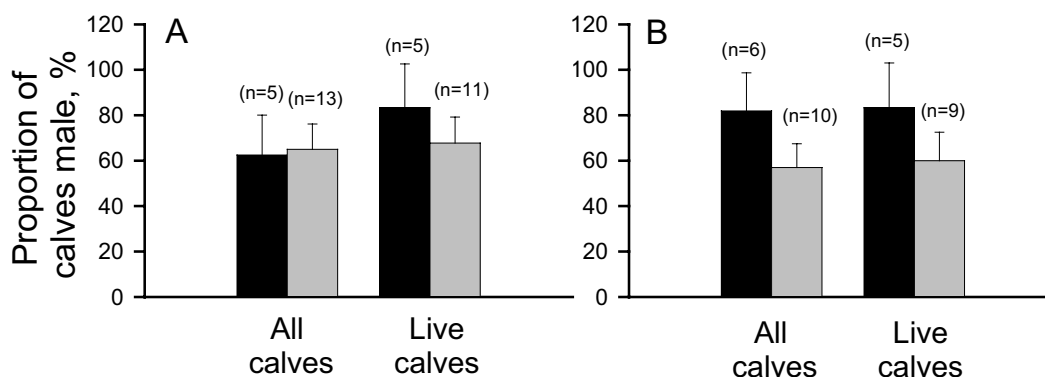 Proportion of
calves male, %
120
100
80
60
40
20
0
A
(n=5)
(n=13)
(n=5)
(n=11)
All
calves
Live
calves
120
100
80
60
40
20
0
B
(n=6)
(n=10)
(n=5)
(n=9)
All
calves
Live
calves